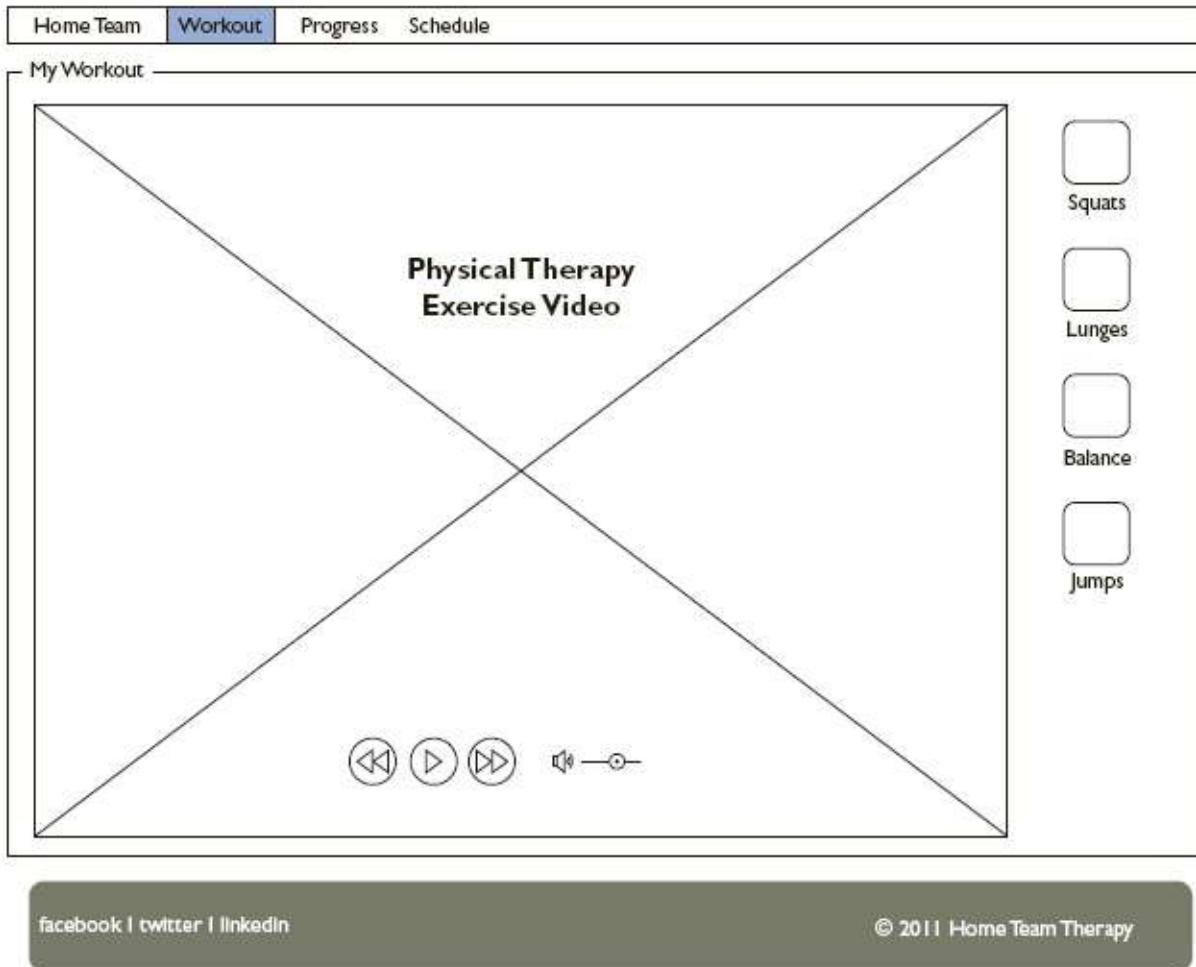 Home Team Workout Progress Schedule
My Workout
Physical Therapy
Exercise Video
Squats
Lunges
Balance
Jumps
facebook | twitter | linkedin
© 2011 Home Team Therapy